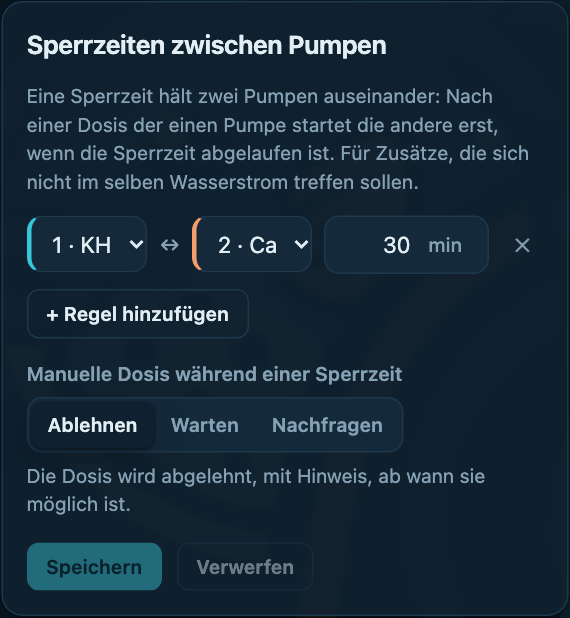 Sperrzeiten zwischen Pumpen
Eine Sperrzeit hält zwei Pumpen auseinander: Nach
einer Dosis der einen Pumpe startet die andere erst,
wenn die Sperrzeit abgelaufen ist. Für Zusätze, die sich
nicht im selben Wasserstrom treffen sollen.
1 · KH ↔ 2 · Ca 30 min ×
+ Regel hinzufügen
Manuelle Dosis während einer Sperrzeit
Ablehnen Warten Nachfragen
Die Dosis wird abgelehnt, mit Hinweis, ab wann sie
möglich ist.
Speichern Verwerfen